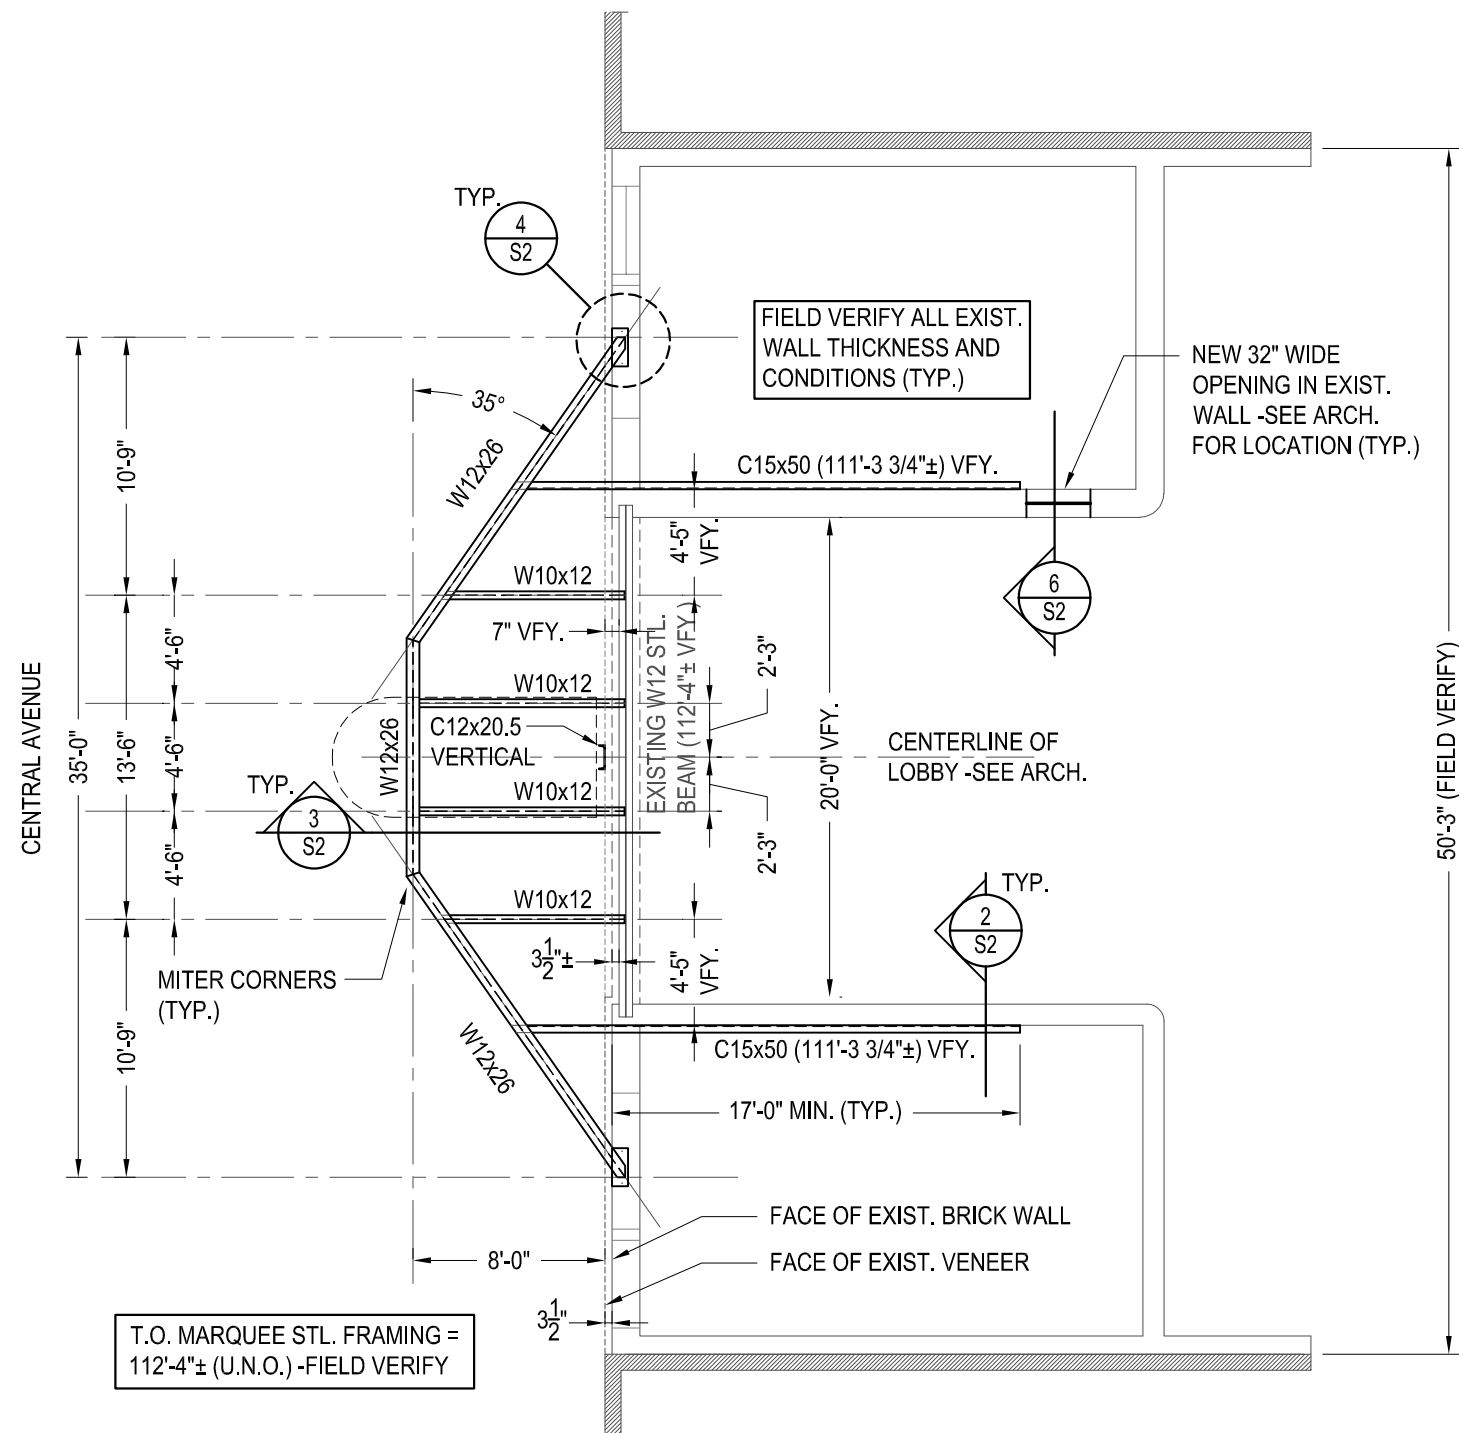 TYP.
4
S2
FIELD VERIFY ALL EXIST.
WALL THICKNESS AND
CONDITIONS (TYP.)
NEW 32" WIDE
OPENING IN EXIST.
WALL -SEE ARCH.
FOR LOCATION (TYP.)
35°
W12x26
C15x50 (111'-3 3/4"±) VFY.
10'-9"
4'-5"
VFY.
W10x12
6
S2
7" VFY.
EXISTING W12 STL.
BEAM (112'-4"± VFY.)
2'-3"
4'-6"
CENTRAL AVENUE
35'-0"
13'-6"
4'-6"
W10x12
W12x26
C12x20.5
VERTICAL
CENTERLINE OF
LOBBY -SEE ARCH.
20'-0" VFY.
50'-3" (FIELD VERIFY)
TYP.
3
S2
W10x12
4'-6"
2'-3"
W10x12
TYP.
2
S2
3 1/2"±
4'-5"
VFY.
MITER CORNERS
(TYP.)
10'-9"
W12x26
C15x50 (111'-3 3/4"±) VFY.
17'-0" MIN. (TYP.)
FACE OF EXIST. BRICK WALL
8'-0"
FACE OF EXIST. VENEER
3 1/2"
T.O. MARQUEE STL. FRAMING =
112'-4"± (U.N.O.) -FIELD VERIFY